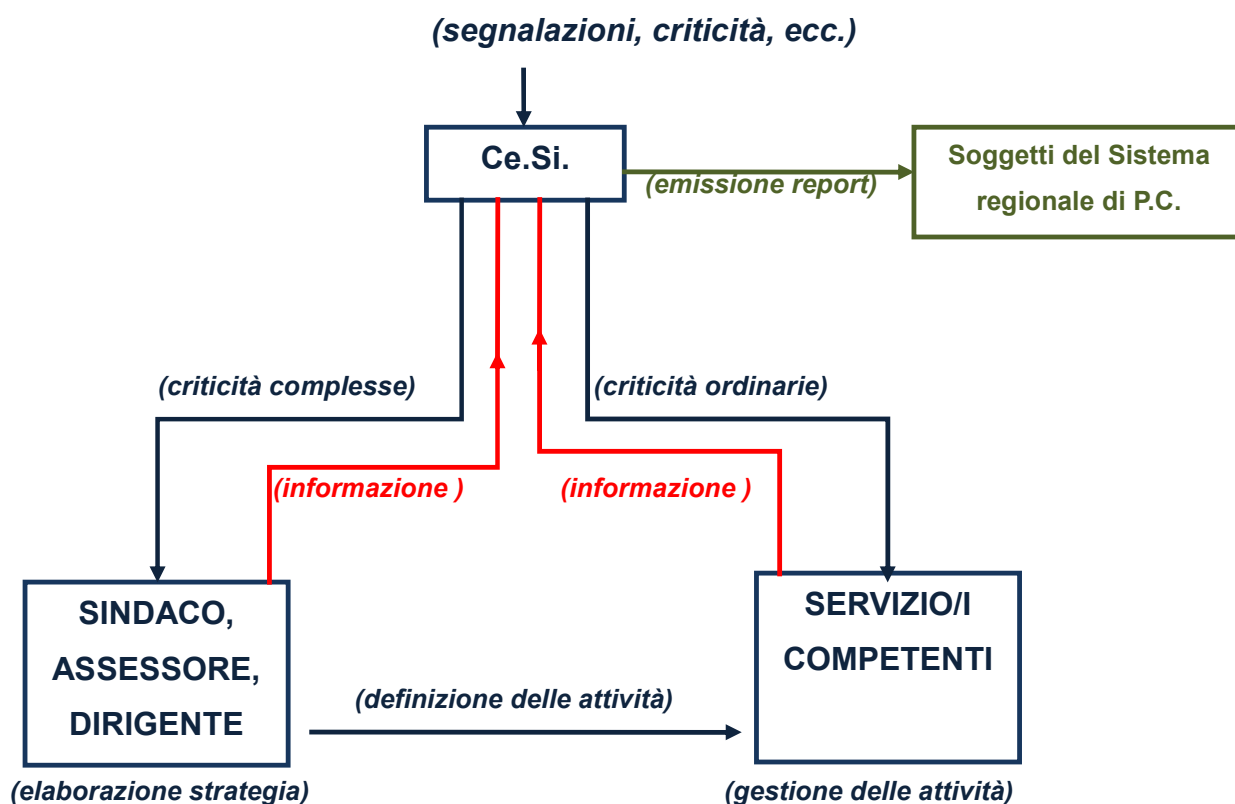 (segnalazioni, criticità, ecc.)
Ce.Si.
(emissione report)
Soggetti del Sistema
regionale di P.C.
(criticità complesse)
(criticità ordinarie)
(informazione )
(informazione )
SINDACO,
ASSESSORE,
DIRIGENTE
SERVIZIO/I
COMPETENTI
(definizione delle attività)
(elaborazione strategia)
(gestione delle attività)